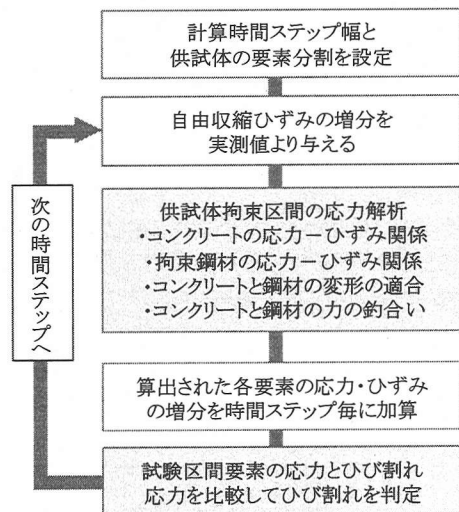 計算時間ステップ幅と
供試体の要素分割を設定
自由収縮ひずみの増分を
実測値より与える
供試体拘束区間の応力解析
・コンクリートの応力－ひずみ関係
・拘束鋼材の応力－ひずみ関係
・コンクリートと鋼材の変形の適合
・コンクリートと鋼材の力の釣合い
算出された各要素の応力・ひずみ
の増分を時間ステップ毎に加算
試験区間要素の応力とひび割れ
応力を比較してひび割れを判定
次の時間ステップへ